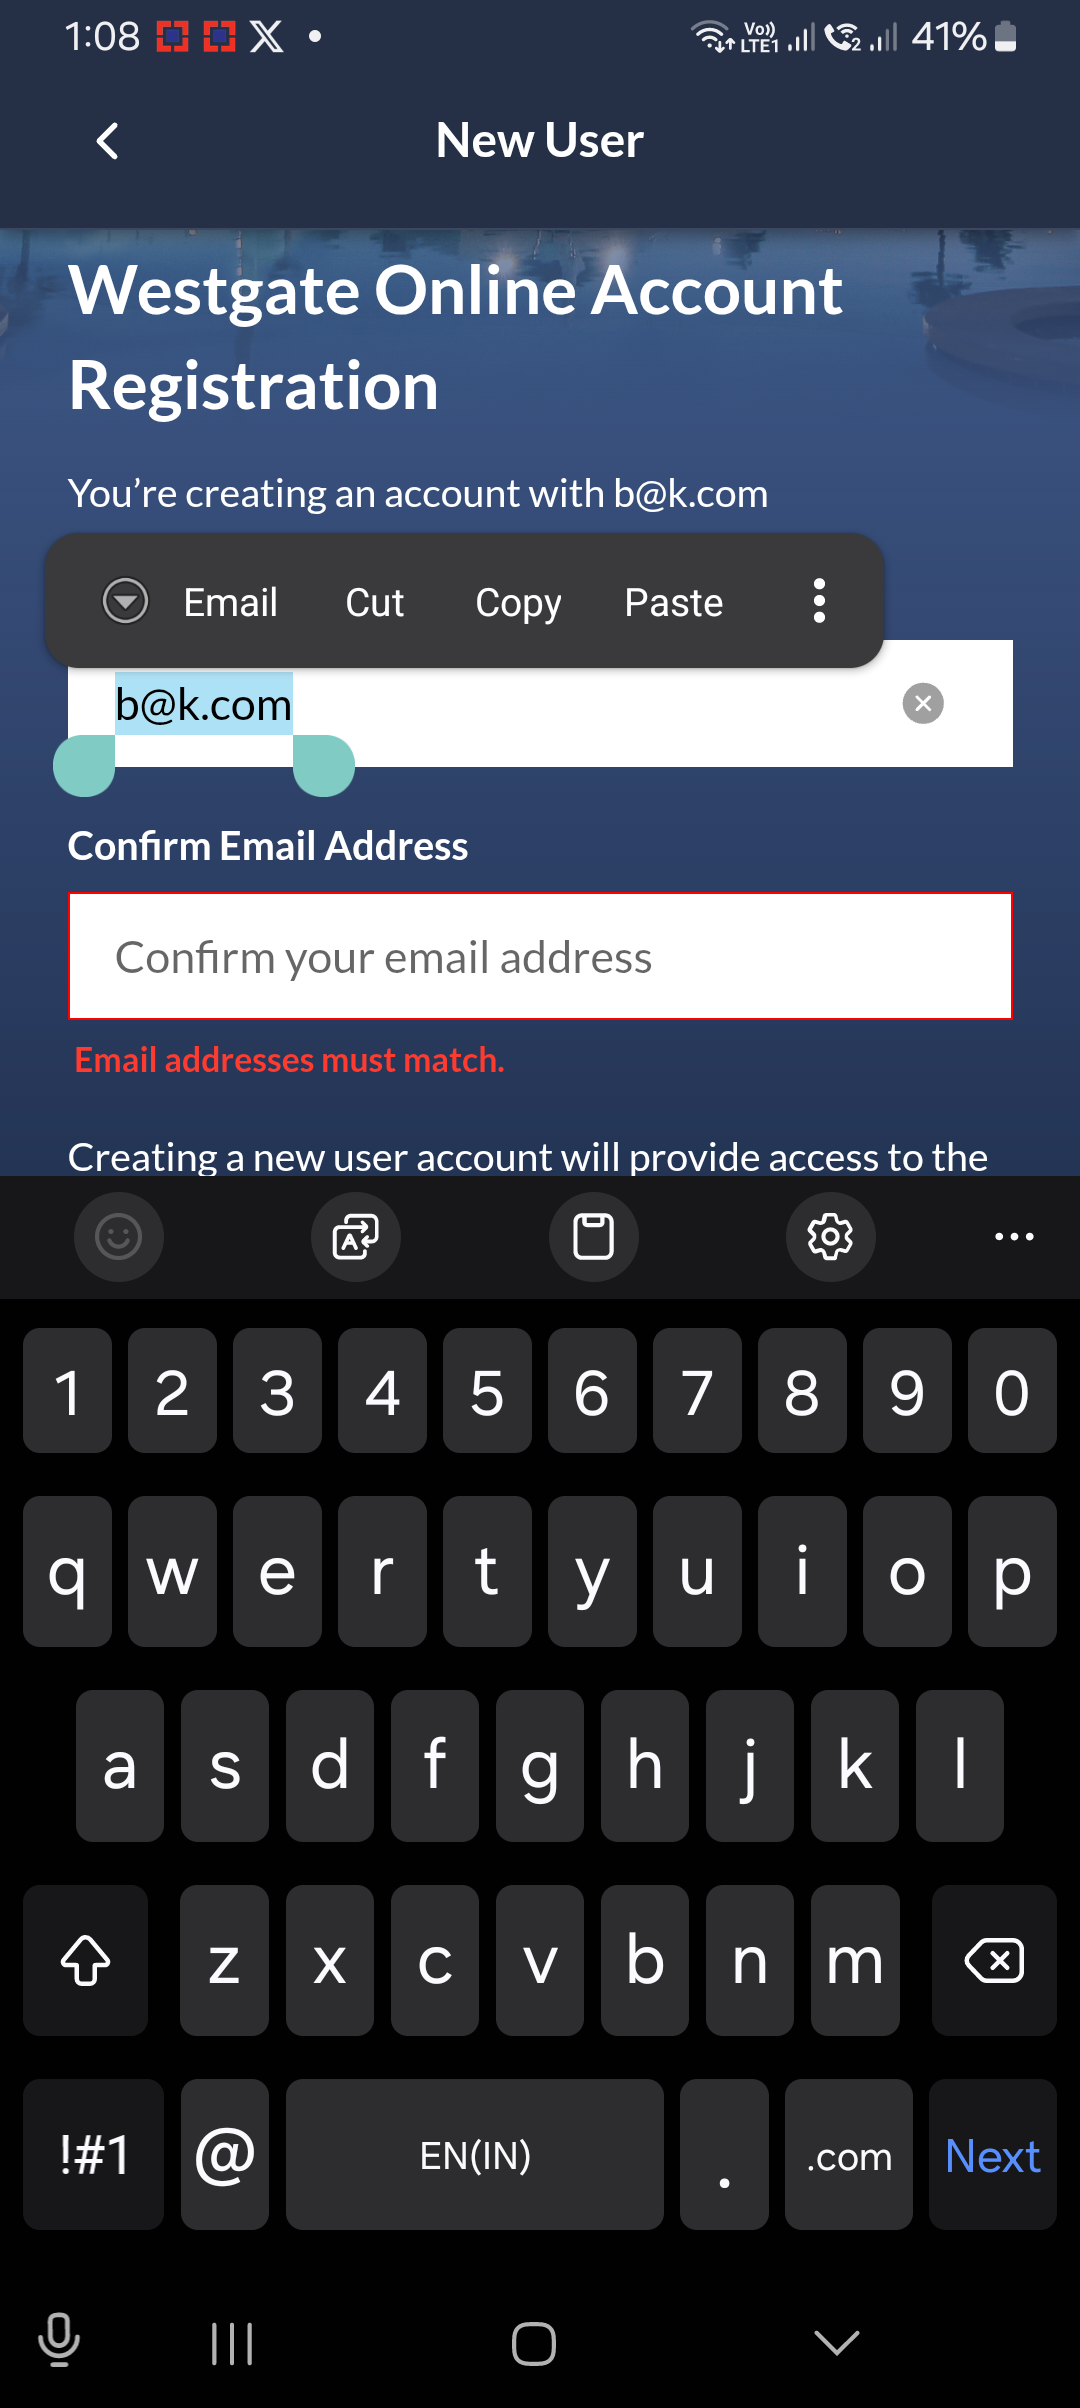 1:08
Vo)) LTE1
2
41%
New User
Westgate Online Account
Registration
You’re creating an account with b@k.com
Email Cut Copy Paste
b@k.com
Confirm Email Address
Confirm your email address
Email addresses must match.
Creating a new user account will provide access to the
1 2 3 4 5 6 7 8 9 0
q w e r t y u i o p
a s d f g h j k l
z x c v b n m
!#1 @ EN(IN) . .com Next